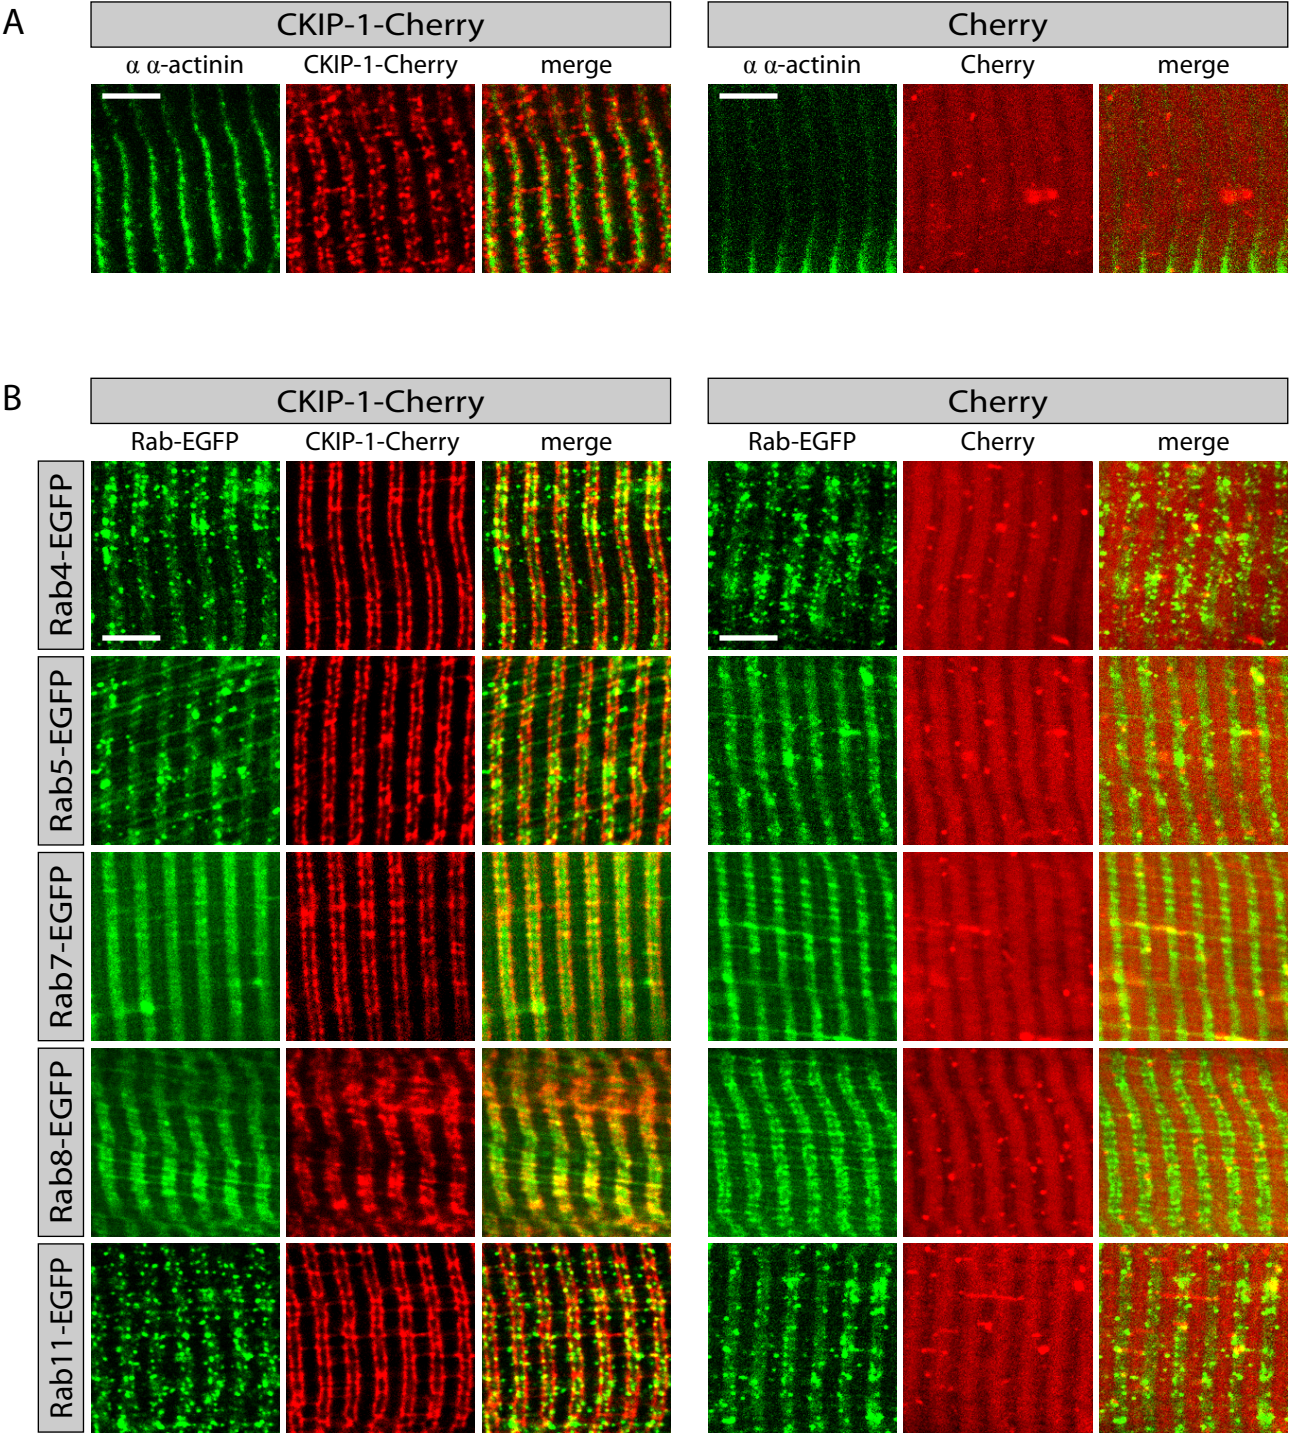 A
CKIP-1-Cherry
Cherry
α α-actinin
CKIP-1-Cherry
merge
α α-actinin
Cherry
merge
B
CKIP-1-Cherry
Cherry
Rab-EGFP
CKIP-1-Cherry
merge
Rab-EGFP
Cherry
merge
Rab4-EGFP
Rab5-EGFP
Rab7-EGFP
Rab8-EGFP
Rab11-EGFP